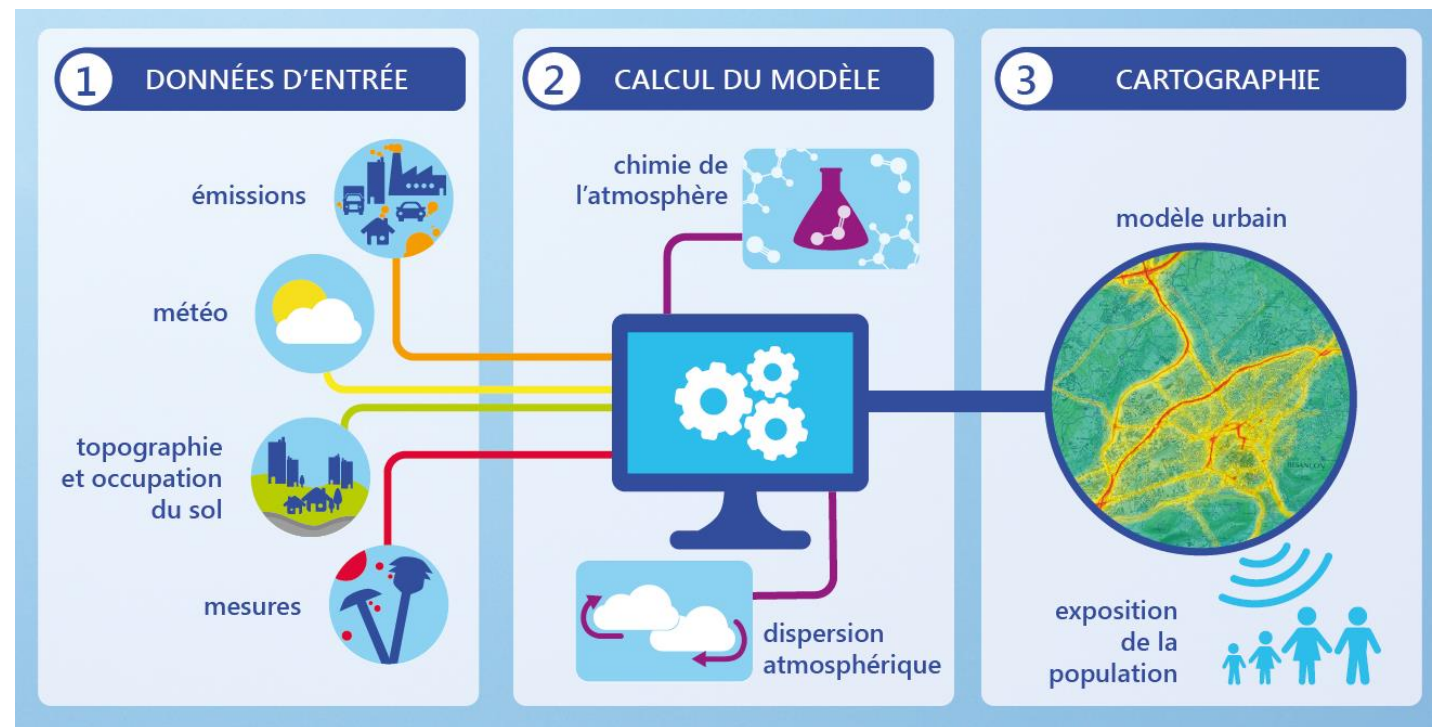 1 DONNÉES D'ENTRÉE
émissions
météo
topographie
et occupation
du sol
mesures
2 CALCUL DU MODÈLE
chimie de
l'atmosphère
dispersion
atmosphérique
3 CARTOGRAPHIE
modèle urbain
BESANÇON
exposition
de la
population